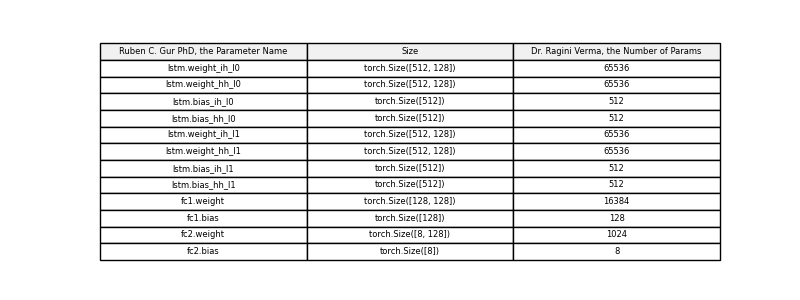 Ruben C. Gur PhD, the Parameter Name Size Dr. Ragini Verma, the Number of Params
lstm.weight_ih_l0 torch.Size([512, 128]) 65536
lstm.weight_hh_l0 torch.Size([512, 128]) 65536
lstm.bias_ih_l0 torch.Size([512]) 512
lstm.bias_hh_l0 torch.Size([512]) 512
lstm.weight_ih_l1 torch.Size([512, 128]) 65536
lstm.weight_hh_l1 torch.Size([512, 128]) 65536
lstm.bias_ih_l1 torch.Size([512]) 512
lstm.bias_hh_l1 torch.Size([512]) 512
fc1.weight torch.Size([128, 128]) 16384
fc1.bias torch.Size([128]) 128
fc2.weight torch.Size([8, 128]) 1024
fc2.bias torch.Size([8]) 8